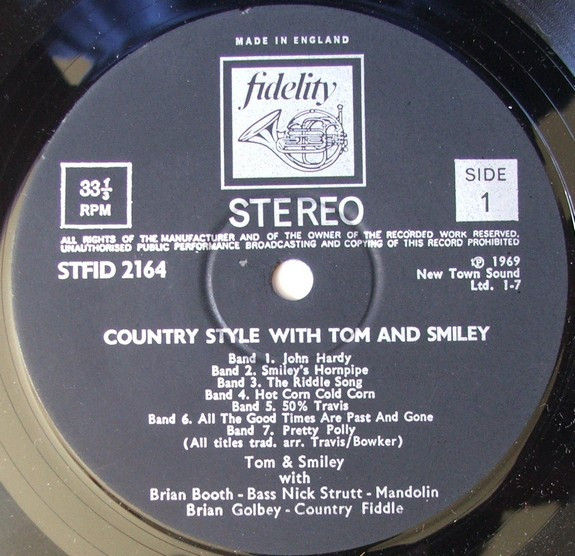 MADE IN ENGLAND
fidelity
33⅓
RPM
STEREO
SIDE
1
ALL RIGHTS OF THE MANUFACTURER AND OF THE OWNER OF THE RECORDED WORK RESERVED.
UNAUTHORISED PUBLIC PERFORMANCE BROADCASTING AND COPYING OF THIS RECORD PROHIBITED
STFID 2164
℗ 1969
New Town Sound
Ltd. 1-7
COUNTRY STYLE WITH TOM AND SMILEY
Band 1. John Hardy
Band 2. Smiley's Hornpipe
Band 3. The Riddle Song
Band 4. Hot Corn Cold Corn
Band 5. 50% Travis
Band 6. All The Good Times Are Past And Gone
Band 7. Pretty Polly
(All titles trad. arr. Travis/Bowker)
Tom & Smiley
with
Brian Booth - Bass Nick Strutt - Mandolin
Brian Golbey - Country Fiddle